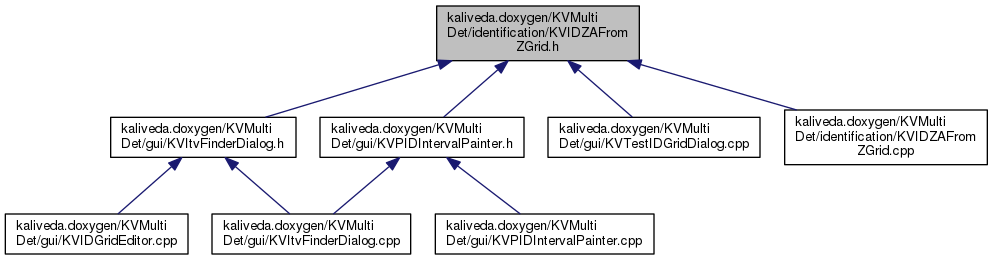 kaliveda.doxygen/KVMulti
Det/identification/KVIDZAFrom
ZGrid.h
kaliveda.doxygen/KVMulti
Det/gui/KVItvFinderDialog.h
kaliveda.doxygen/KVMulti
Det/gui/KVPIDIntervalPainter.h
kaliveda.doxygen/KVMulti
Det/gui/KVTestIDGridDialog.cpp
kaliveda.doxygen/KVMulti
Det/identification/KVIDZAFrom
ZGrid.cpp
kaliveda.doxygen/KVMulti
Det/gui/KVIDGridEditor.cpp
kaliveda.doxygen/KVMulti
Det/gui/KVItvFinderDialog.cpp
kaliveda.doxygen/KVMulti
Det/gui/KVPIDIntervalPainter.cpp